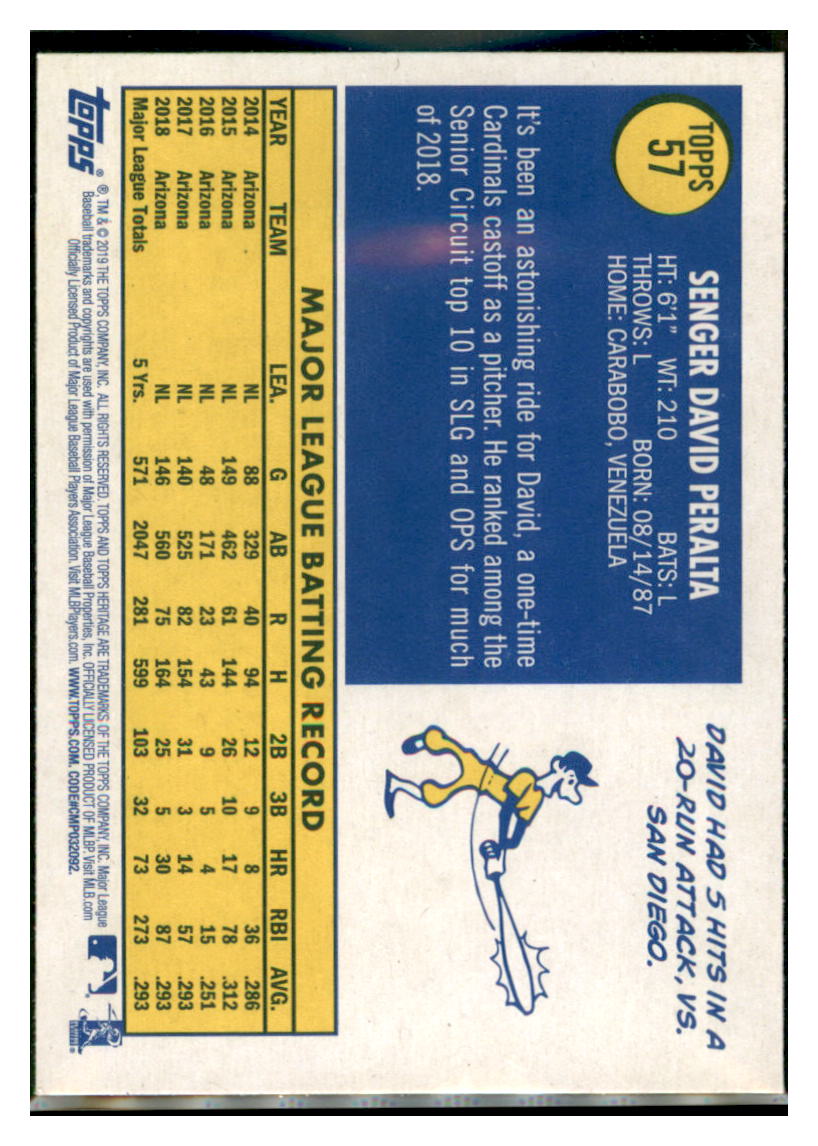 TOPPS
57
SENGER DAVID PERALTA
HT: 6'1" WT: 210 BATS: L
THROWS: L BORN: 08/14/87
HOME: CARABOBO, VENEZUELA
It's been an astonishing ride for David, a one-time
Cardinals castoff as a pitcher. He ranked among the
Senior Circuit top 10 in SLG and OPS for much
of 2018.
DAVID HAD 5 HITS IN A
20-RUN ATTACK, VS.
SAN DIEGO.
MAJOR LEAGUE BATTING RECORD
YEAR TEAM LEA. G AB R H 2B 3B HR RBI AVG.
2014 Arizona NL 88 329 40 94 12 9 8 36 .286
2015 Arizona NL 149 462 61 144 26 10 17 78 .312
2016 Arizona NL 48 171 23 43 9 5 4 15 .251
2017 Arizona NL 140 525 82 154 31 3 14 57 .293
2018 Arizona NL 146 560 75 164 25 5 30 87 .293
Major League Totals 5 Yrs. 571 2047 281 599 103 32 73 273 .293
topps®
®, TM & © 2019 THE TOPPS COMPANY, INC. ALL RIGHTS RESERVED. TOPPS AND TOPPS HERITAGE ARE TRADEMARKS OF THE TOPPS COMPANY, INC. Major League
Baseball trademarks and copyrights are used with permission of Major League Baseball Properties, Inc. OFFICIALLY LICENSED PRODUCT OF MLBP. Visit MLB.com
Officially Licensed Product of Major League Baseball Players Association. Visit MLBPlayers.com. WWW.TOPPS.COM. CODE#CMP032092.